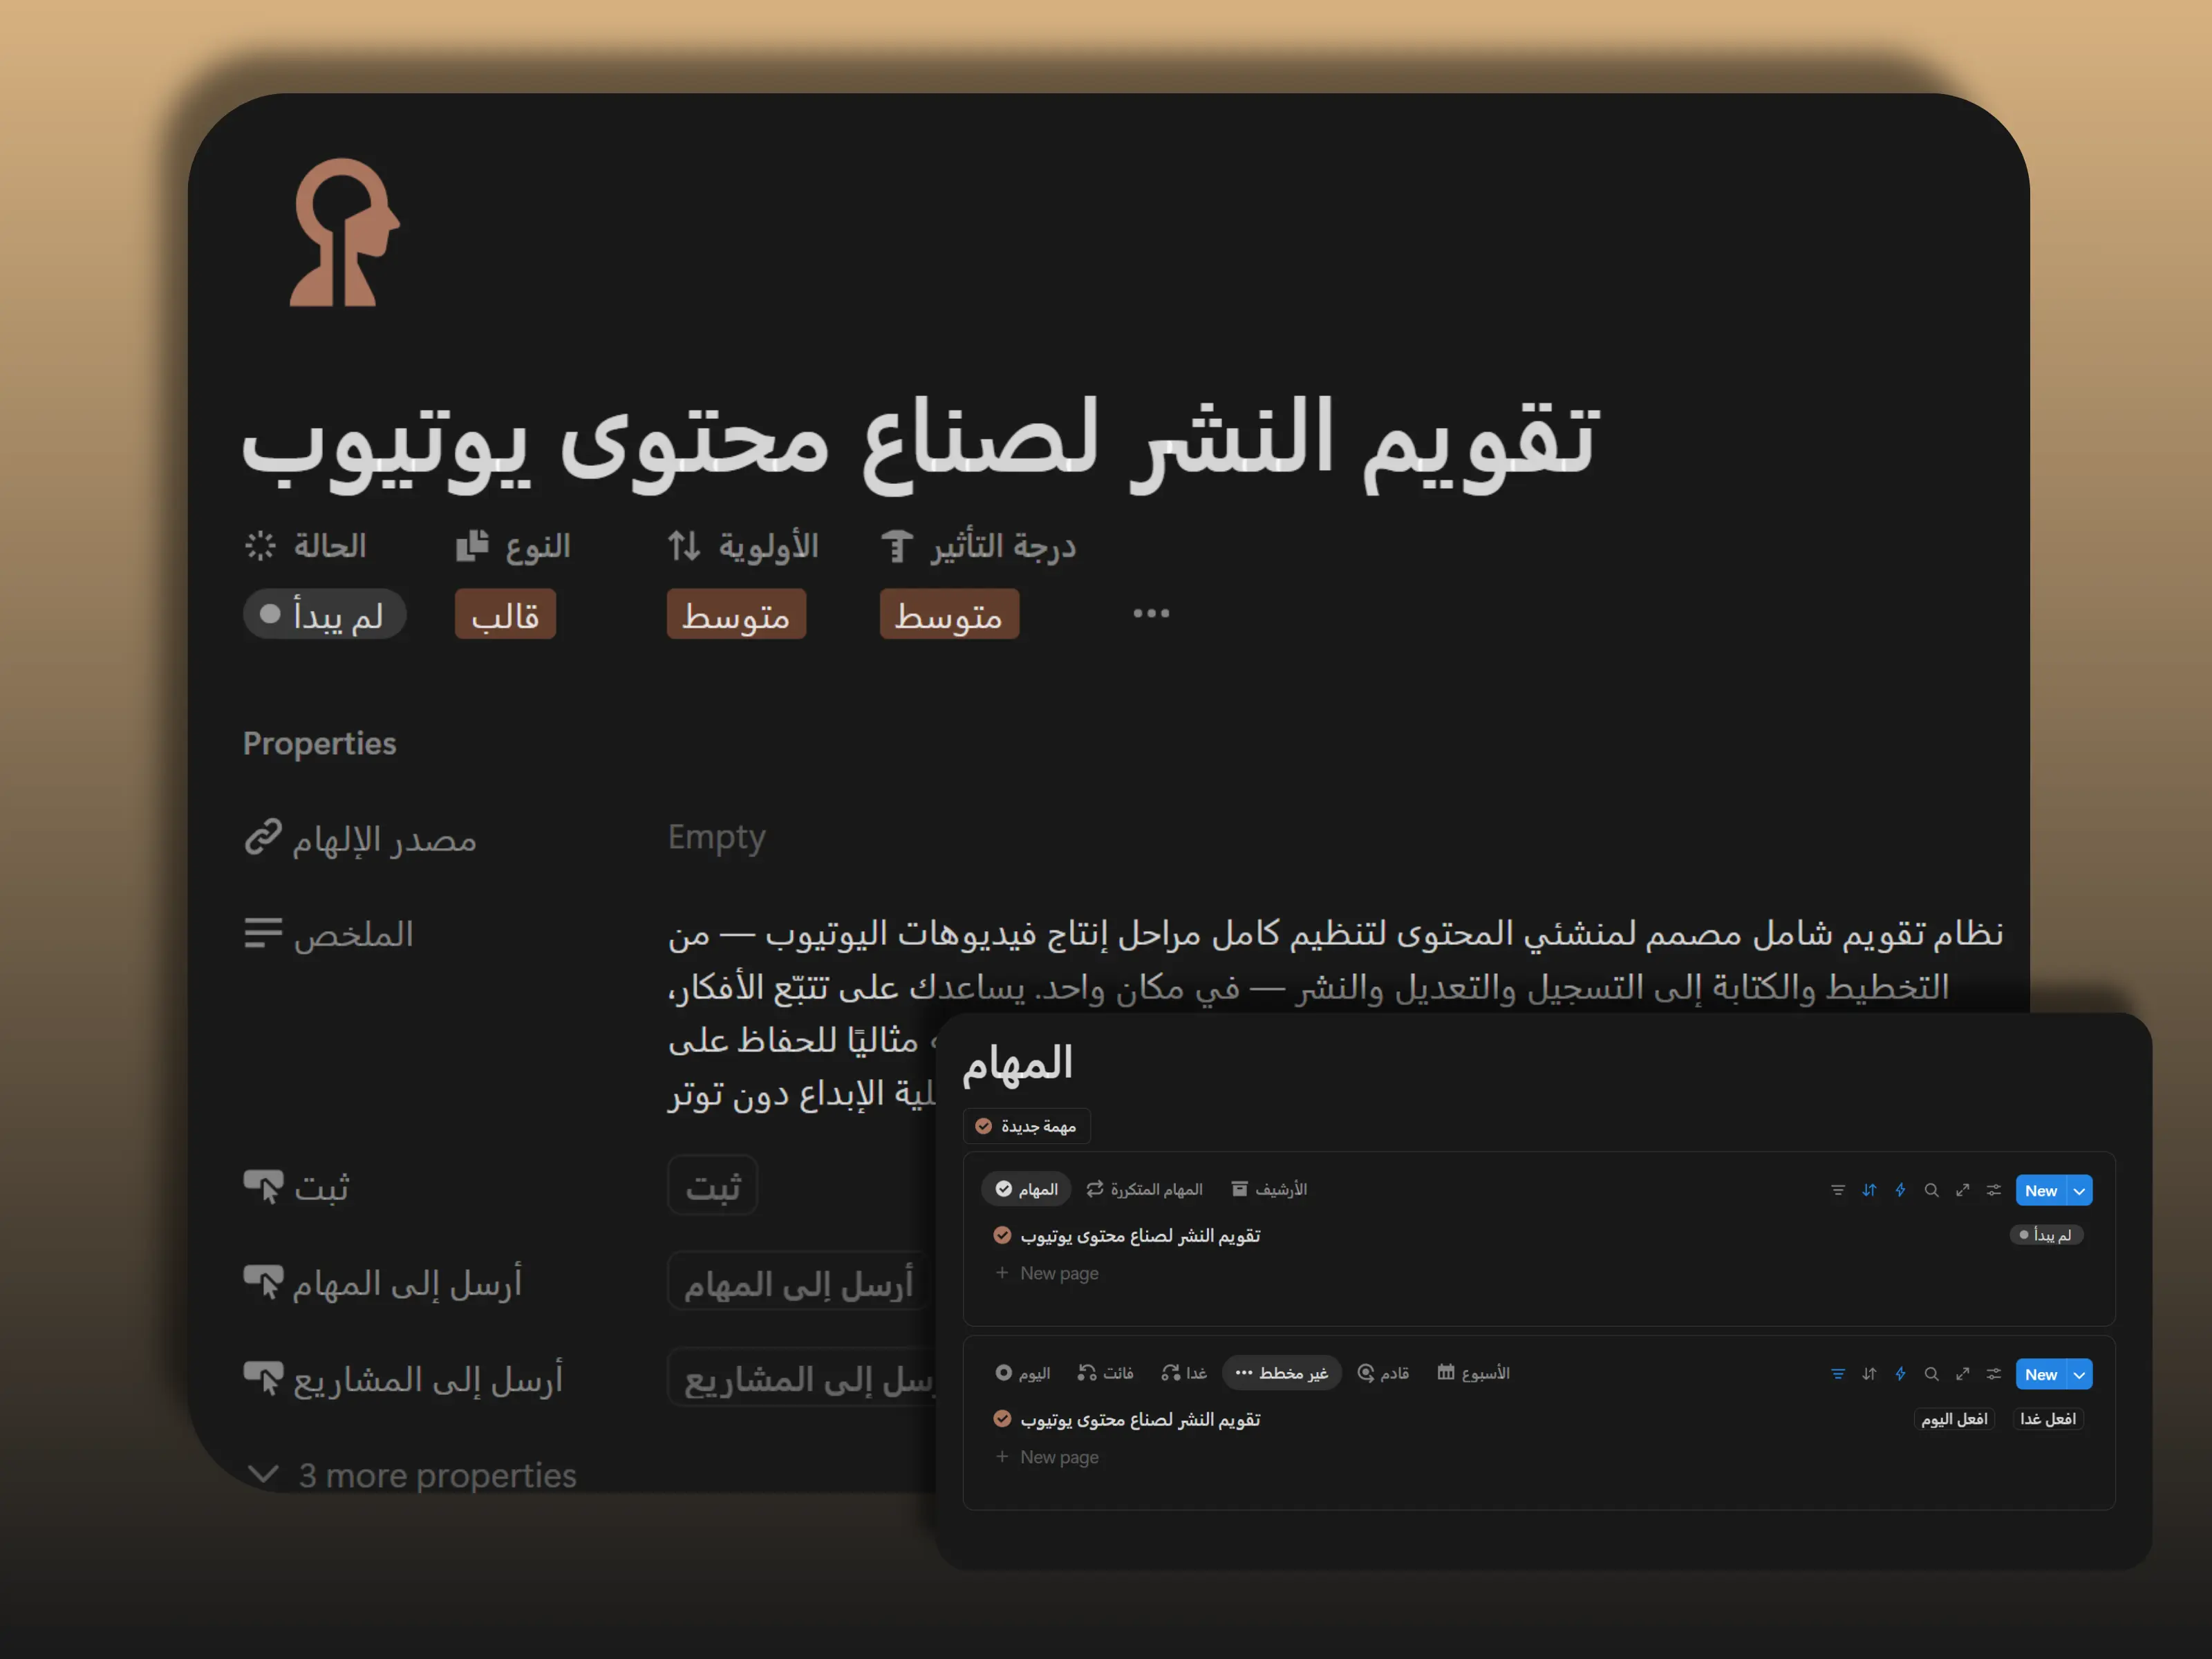 تقويم النشر لصناع محتوى يوتيوب
الحالة
النوع
الأولوية
درجة التأثير
لم يبدأ
قالب
متوسط
متوسط
Properties
مصدر الإلهام
Empty
الملخص
نظام تقويم شامل مصمم لمنشئي المحتوى لتنظيم كامل مراحل إنتاج فيديوهات اليوتيوب — من
التخطيط والكتابة إلى التسجيل والتعديل والنشر — في مكان واحد. يساعدك على تتبّع الأفكار،
مثاليًا للحفاظ على
الإبداع دون توتر
ثبت
ثبت
أرسل إلى المهام
أرسل إلى المهام
أرسل إلى المشاريع
إلى المشاريع
3 more properties
المهام
مهمة جديدة
المهام
المهام المتكررة
الأرشيف
New
تقويم النشر لصناع محتوى يوتيوب
لم يبدأ
+ New page
اليوم
فائت
غدا
غير مخطط
قادم
الأسبوع
New
تقويم النشر لصناع محتوى يوتيوب
افعل اليوم
افعل غدا
+ New page